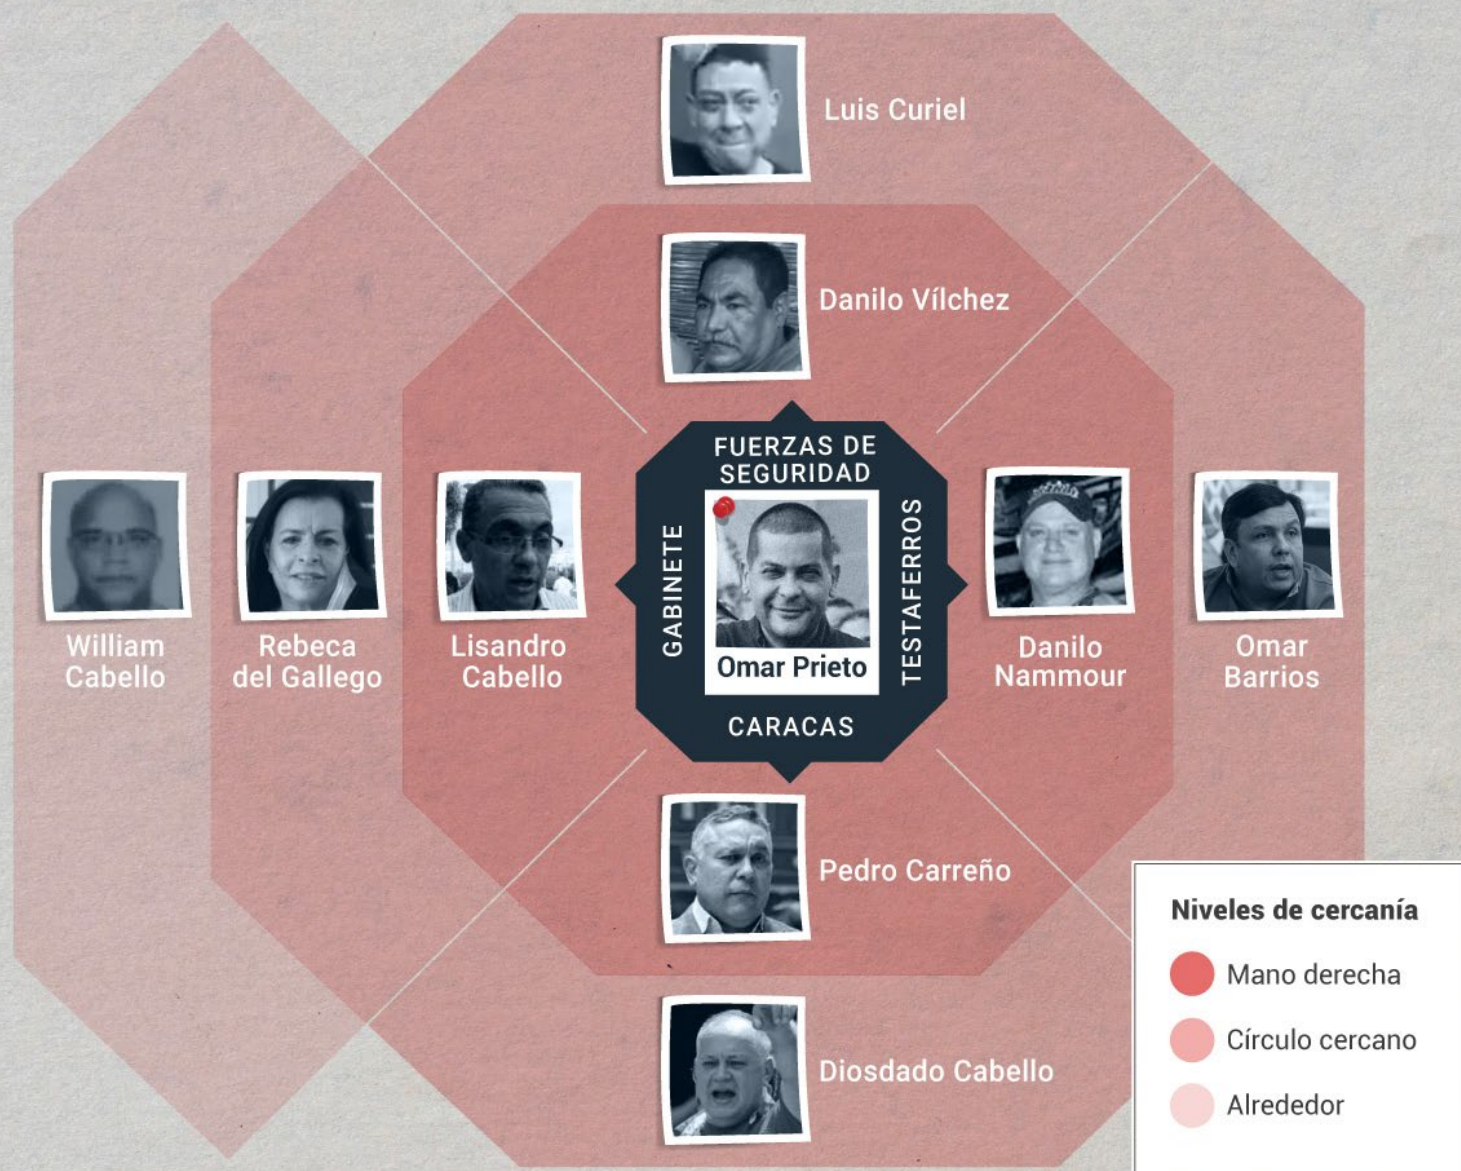 Luis Curiel
Danilo Vílchez
FUERZAS DE
SEGURIDAD
GABINETE
TESTAFERROS
Omar Prieto
CARACAS
William
Cabello
Rebeca
del Gallego
Lisandro
Cabello
Danilo
Nammour
Omar
Barrios
Pedro Carreño
Diosdado Cabello
Niveles de cercanía
Mano derecha
Círculo cercano
Alrededor